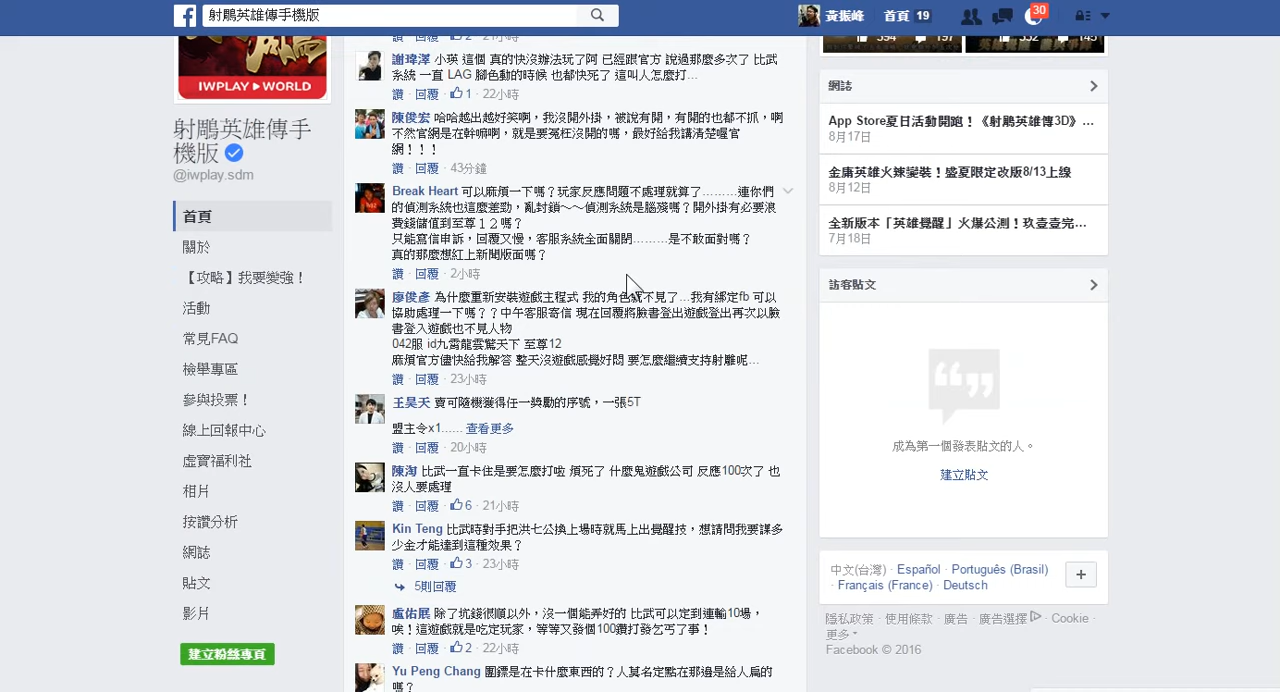 射鵰英雄傳手機版
黃振峰 首頁 19
30
IWPLAY WORLD
射鵰英雄傳手
機版
@iwplay.sdm
首頁
關於
【攻略】我要變強！
活動
常見FAQ
檢舉專區
參與投票！
線上回報中心
虛寶福利社
相片
按讚分析
網誌
貼文
影片
建立粉絲專頁
謝瑋澤 小英 這個 真的快沒辦法玩了阿 已經跟官方 說過那麼多次了 比武
系統 一直 LAG 腳色動的時候 也都快死了 這叫人怎麼打...
讚 · 回覆 · 1 · 22小時
陳俊宏 哈哈越出越好笑咧，我沒開外掛，被說有開，有開的也都不抓，啊
不然官網是在幹嘛咧，就是要冤枉沒開的嗎，最好給我講清楚喔官
網！！！
讚 · 回覆 · 43分鐘
Break Heart 可以麻煩一下嗎？玩家反應問題不處理就算了………連你們
的偵測系統也這麼差勁，亂封鎖～～偵測系統是腦殘嗎？開外掛有必要浪
費錢儲值到至尊１２嗎？
只能寫信申訴，回覆又慢，客服系統全面關閉………是不敢面對嗎？
真的那麼想紅上新聞版面嗎？
讚 · 回覆 · 2小時
廖俊彥 為什麼重新安裝遊戲主程式 我的角色就不見了...我有綁定fb 可以
協助處理一下嗎？？中午客服寄信 現在回覆將臉書登出遊戲登出再次以臉
書登入遊戲也不見人物
042服 id九霄龍雲驚天下 至尊12
麻煩官方儘快給我解答 整天沒遊戲感覺好悶 要怎麼繼續支持射雕呢...
讚 · 回覆 · 23小時
王昊天 賣可隨機獲得任一獎勵的序號，一張5T
盟主令x1...... 查看更多
讚 · 回覆 · 20小時
陳淘 比武一直卡住是要怎麼打啦 煩死了 什麼鬼遊戲公司 反應100次了 也
沒人要處理
讚 · 回覆 · 6 · 21小時
Kin Teng 比武時對手把洪七公換上場時就馬上出覺醒技，想請問我要課多
少金才能達到這種效果？
讚 · 回覆 · 3 · 23小時
5則回覆
盧佑展 除了抗錢很順以外，沒一個能弄好的 比武可以定到連輸10場，
唉！這遊戲就是吃定玩家，等等又發個100鑽打發乞丐了事！
讚 · 回覆 · 2 · 22小時
Yu Peng Chang 團鏢是在卡什麼東西的？人莫名定點在那邊是給人扁的
嗎？
網誌
App Store夏日活動開跑！《射鵰英雄傳3D》...
8月17日
金庸英雄火辣變裝！盛夏限定改版8/13上線
8月12日
全新版本「英雄覺醒」火爆公測！玖壹壹完...
7月18日
訪客貼文
成為第一個發表貼文的人。
建立貼文
中文(台灣) · Español · Português (Brasil)
· Français (France) · Deutsch
隱私政策 · 使用條款 · 廣告 · 廣告選擇 · Cookie ·
更多
Facebook © 2016